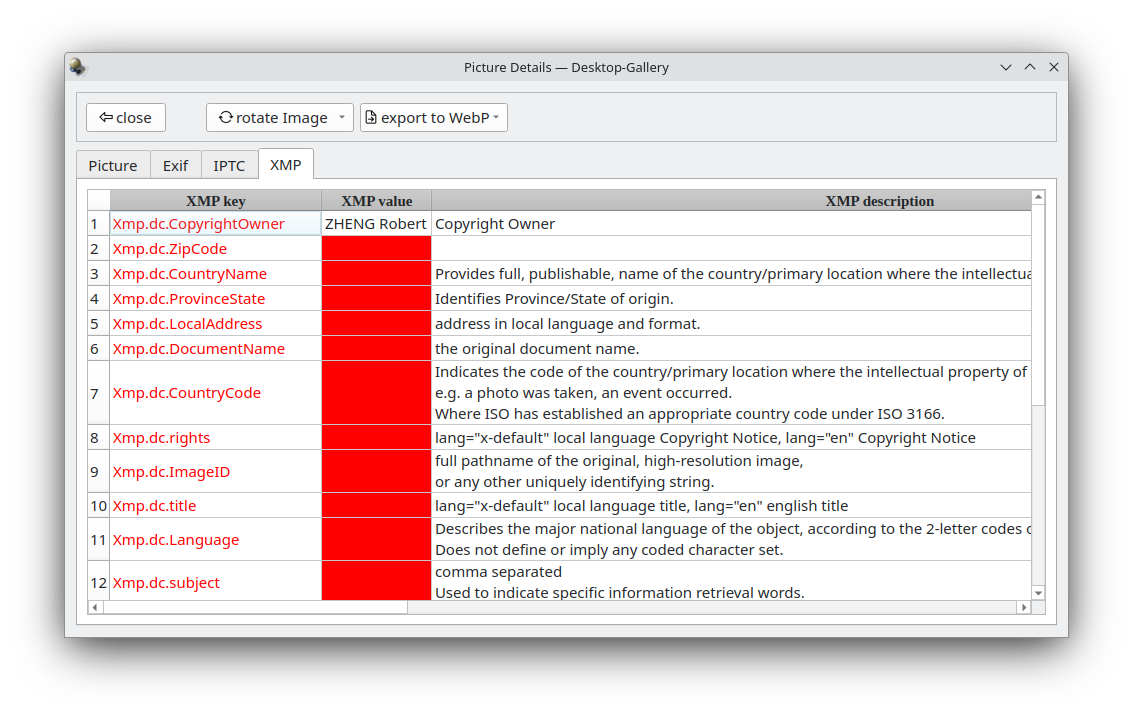 Picture Details — Desktop-Gallery
close
rotate Image
export to WebP
Picture
Exif
IPTC
XMP
XMP key XMP value XMP description
1 Xmp.dc.CopyrightOwner ZHENG Robert Copyright Owner
2 Xmp.dc.ZipCode
3 Xmp.dc.CountryName Provides full, publishable, name of the country/primary location where the
4 Xmp.dc.ProvinceState Identifies Province/State of origin.
5 Xmp.dc.LocalAddress address in local language and format.
6 Xmp.dc.DocumentName the original document name.
7 Xmp.dc.CountryCode Indicates the code of the country/primary location where the intellectual property of
e.g. a photo was taken, an event occurred.
Where ISO has established an appropriate country code under ISO 3166.
8 Xmp.dc.rights lang="x-default" local language Copyright Notice, lang="en" Copyright Notice
9 Xmp.dc.ImageID full pathname of the original, high-resolution image,
or any other uniquely identifying string.
10 Xmp.dc.title lang="x-default" local language title, lang="en" english title
11 Xmp.dc.Language Describes the major national language of the object, according to the 2-letter codes
Does not define or imply any coded character set.
12 Xmp.dc.subject comma separated
Used to indicate specific information retrieval words.